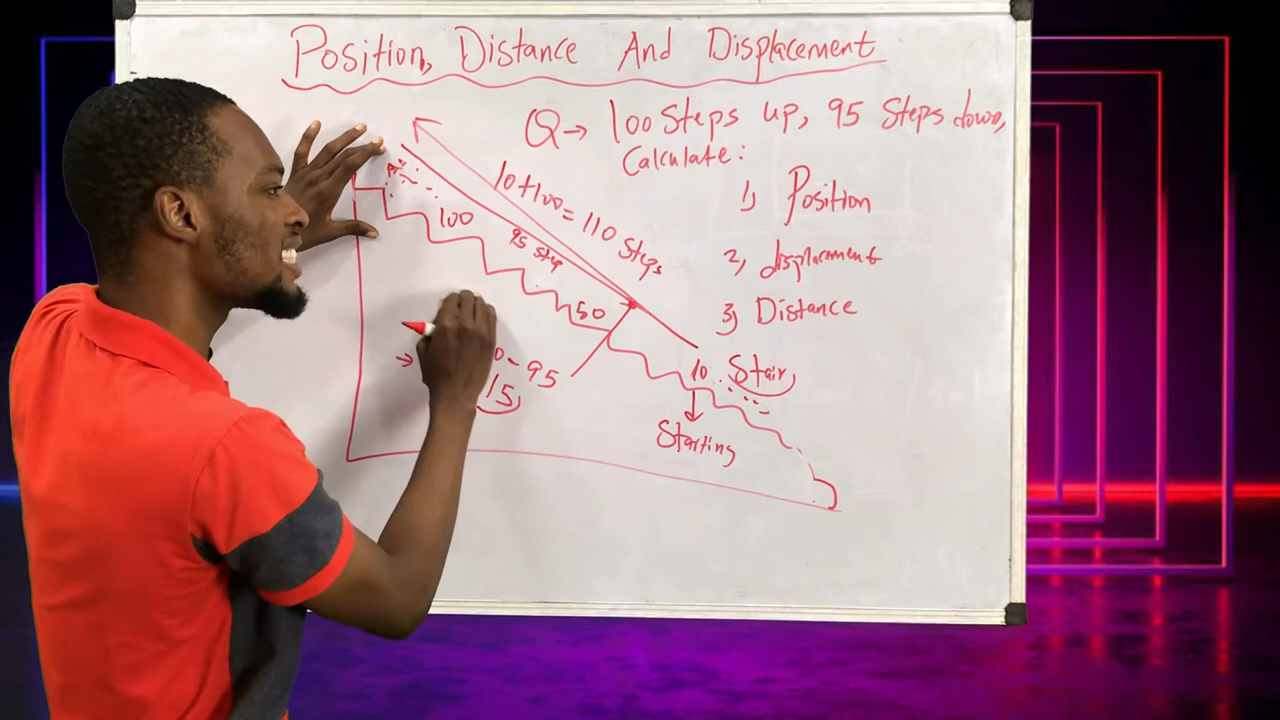 Position, Distance And Displacement
Q → 100 Steps up, 95 Steps down,
Calculate:
1) Position
2) displacement
3) Distance
10+100 = 110 Steps
95 step
100
50
10 Stair
Starting
→
0 - 95
15